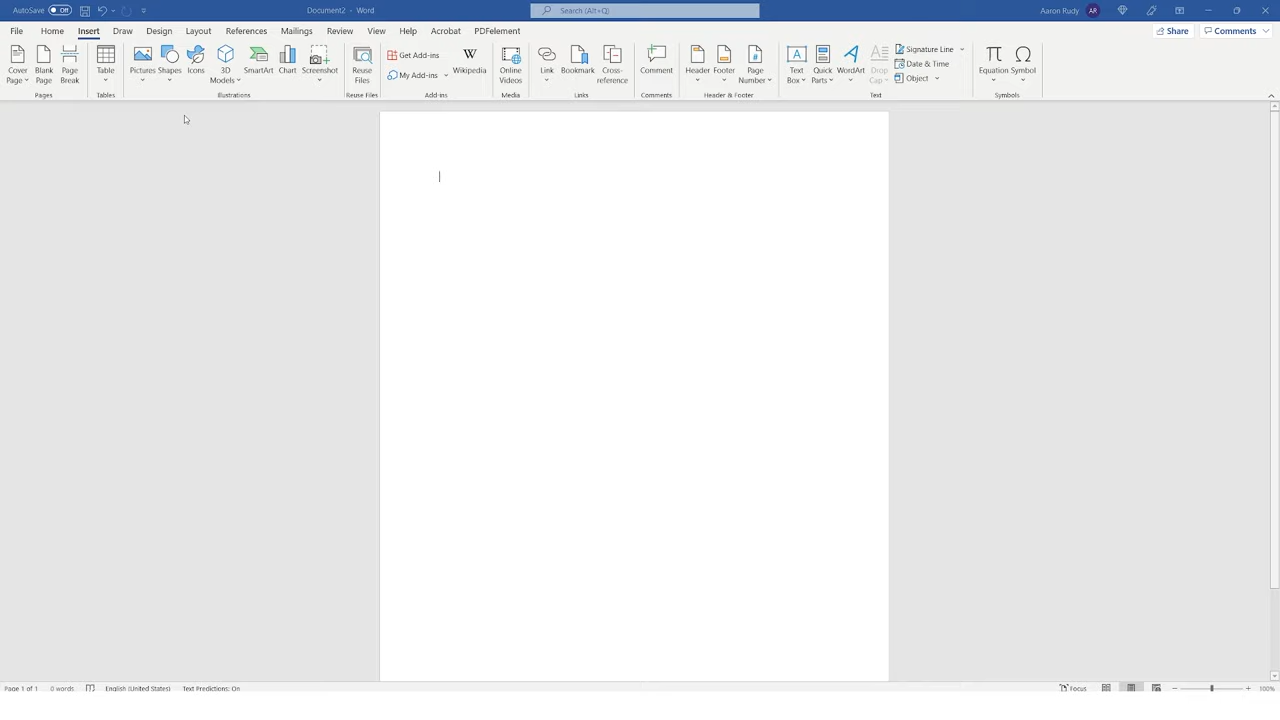 AutoSave Off Document2 - Word Search (Alt+Q) Aaron Rudy AR
File Home Insert Draw Design Layout References Mailings Review View Help Acrobat PDFelement Share Comments
Cover Page Blank Page Page Break Table Pictures Shapes Icons 3D Models SmartArt Chart Screenshot Reuse Files Get Add-ins My Add-ins Wikipedia Online Videos Link Bookmark Cross-reference Comment Header Footer Page Number Text Box Quick Parts WordArt Drop Cap Signature Line Date & Time Object Equation Symbol
Pages Tables Illustrations Reuse Files Add-ins Media Links Comments Header & Footer Text Symbols
Page 1 of 1 0 words English (United States) Text Predictions: On Focus 100%